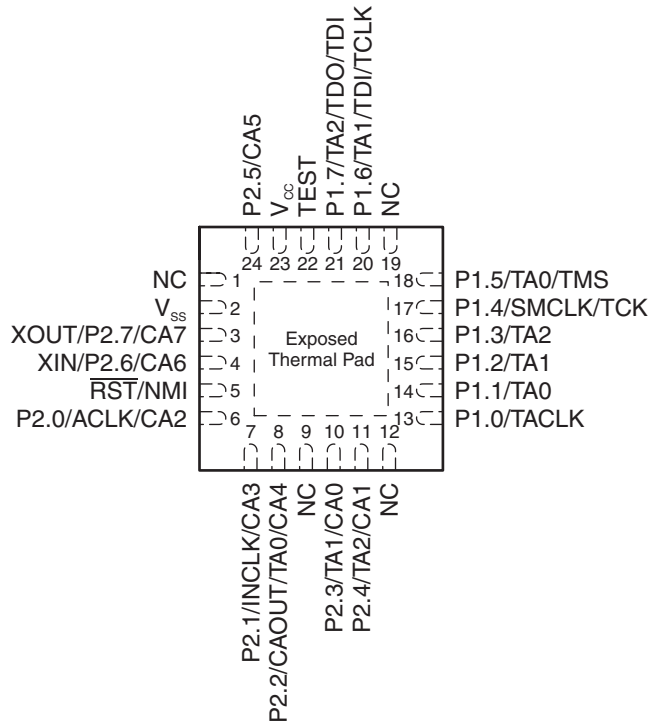 P2.5/CA5
VCC
TEST
P1.7/TA2/TDO/TDI
P1.6/TA1/TDI/TCLK
NC
24
23
22
21
20
19
NC
1
VSS
2
XOUT/P2.7/CA7
3
XIN/P2.6/CA6
4
RST/NMI
5
P2.0/ACLK/CA2
6
Exposed
Thermal Pad
18
P1.5/TA0/TMS
17
P1.4/SMCLK/TCK
16
P1.3/TA2
15
P1.2/TA1
14
P1.1/TA0
13
P1.0/TACLK
7
8
9
10
11
12
P2.1/INCLK/CA3
P2.2/CAOUT/TA0/CA4
NC
P2.3/TA1/CA0
P2.4/TA2/CA1
NC